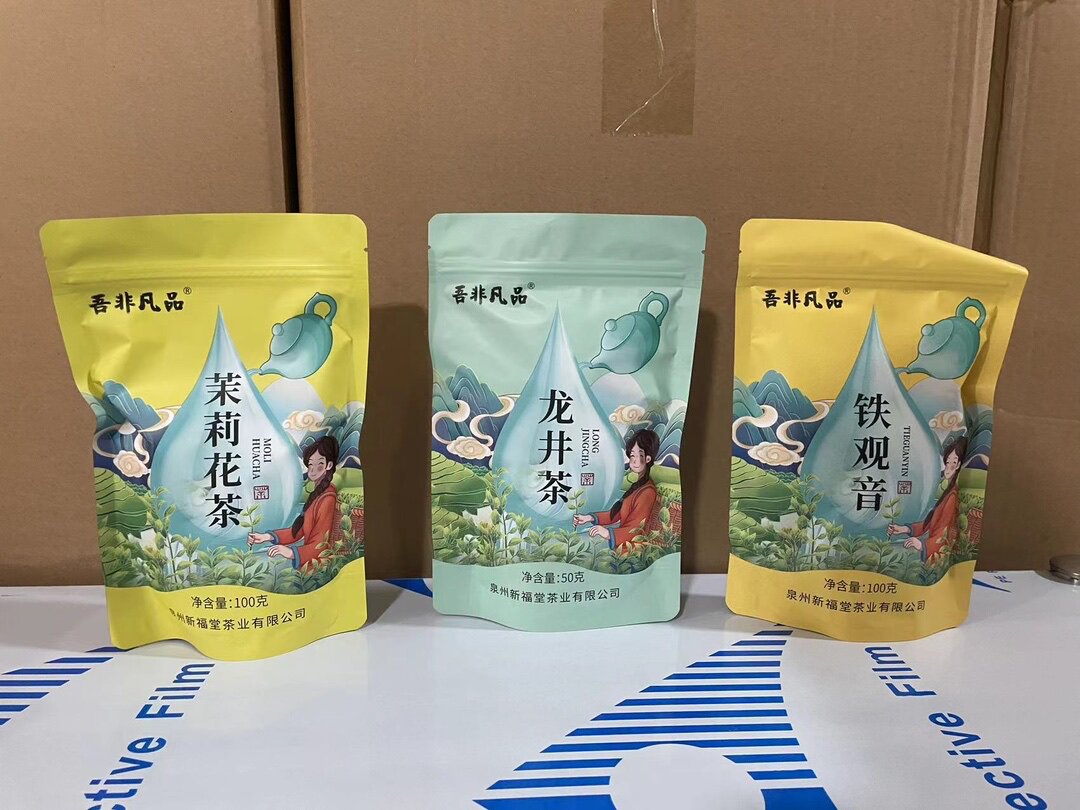 吾非凡品®
茉莉花茶
MOLI
HUACHA
净含量:100克
泉州新福堂茶业有限公司
吾非凡品®
龙井茶
LONG
JINGCHA
净含量:50克
泉州新福堂茶业有限公司
吾非凡品®
铁观音
TIEGUANYIN
净含量:100克
泉州新福堂茶业有限公司
ctive Film
ective Film